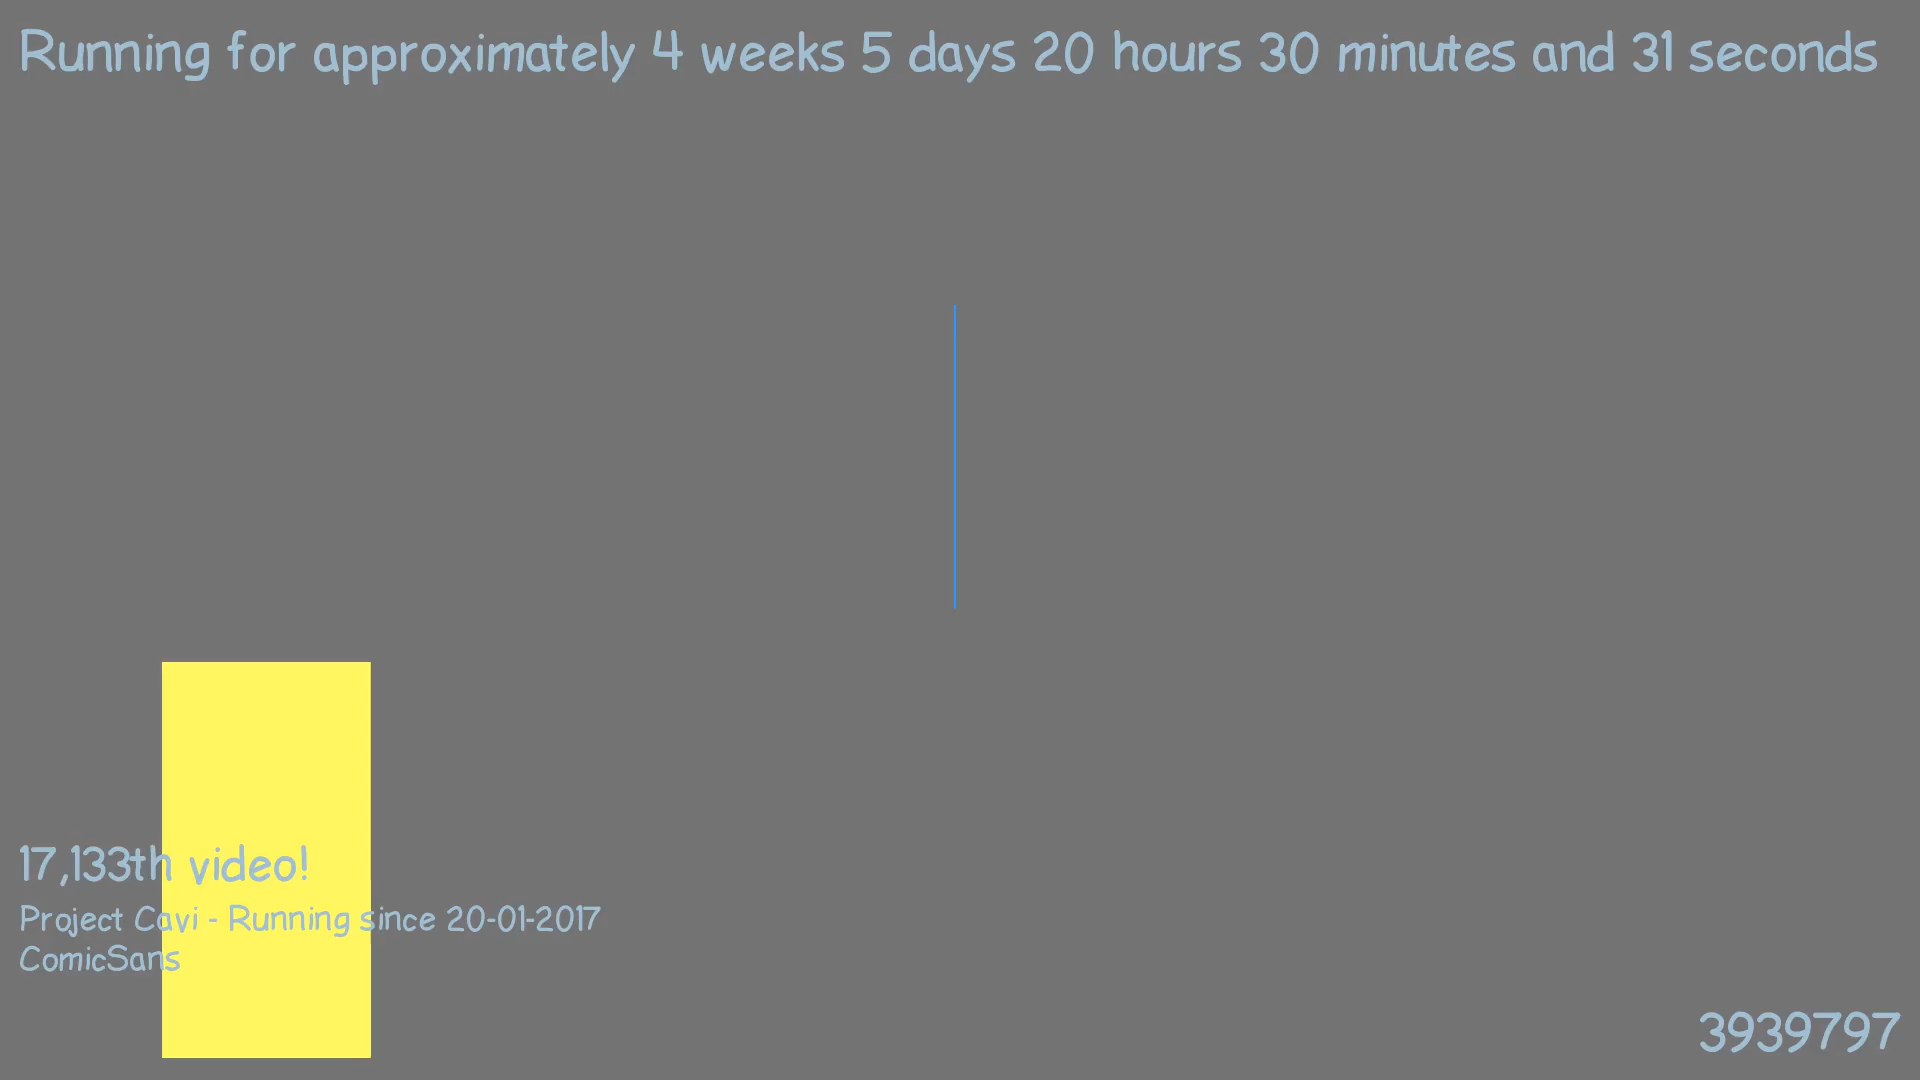 Running for approximately 4 weeks 5 days 20 hours 30 minutes and 31 seconds
17,133th video!
Project Cavi - Running since 20-01-2017
ComicSans
3939797